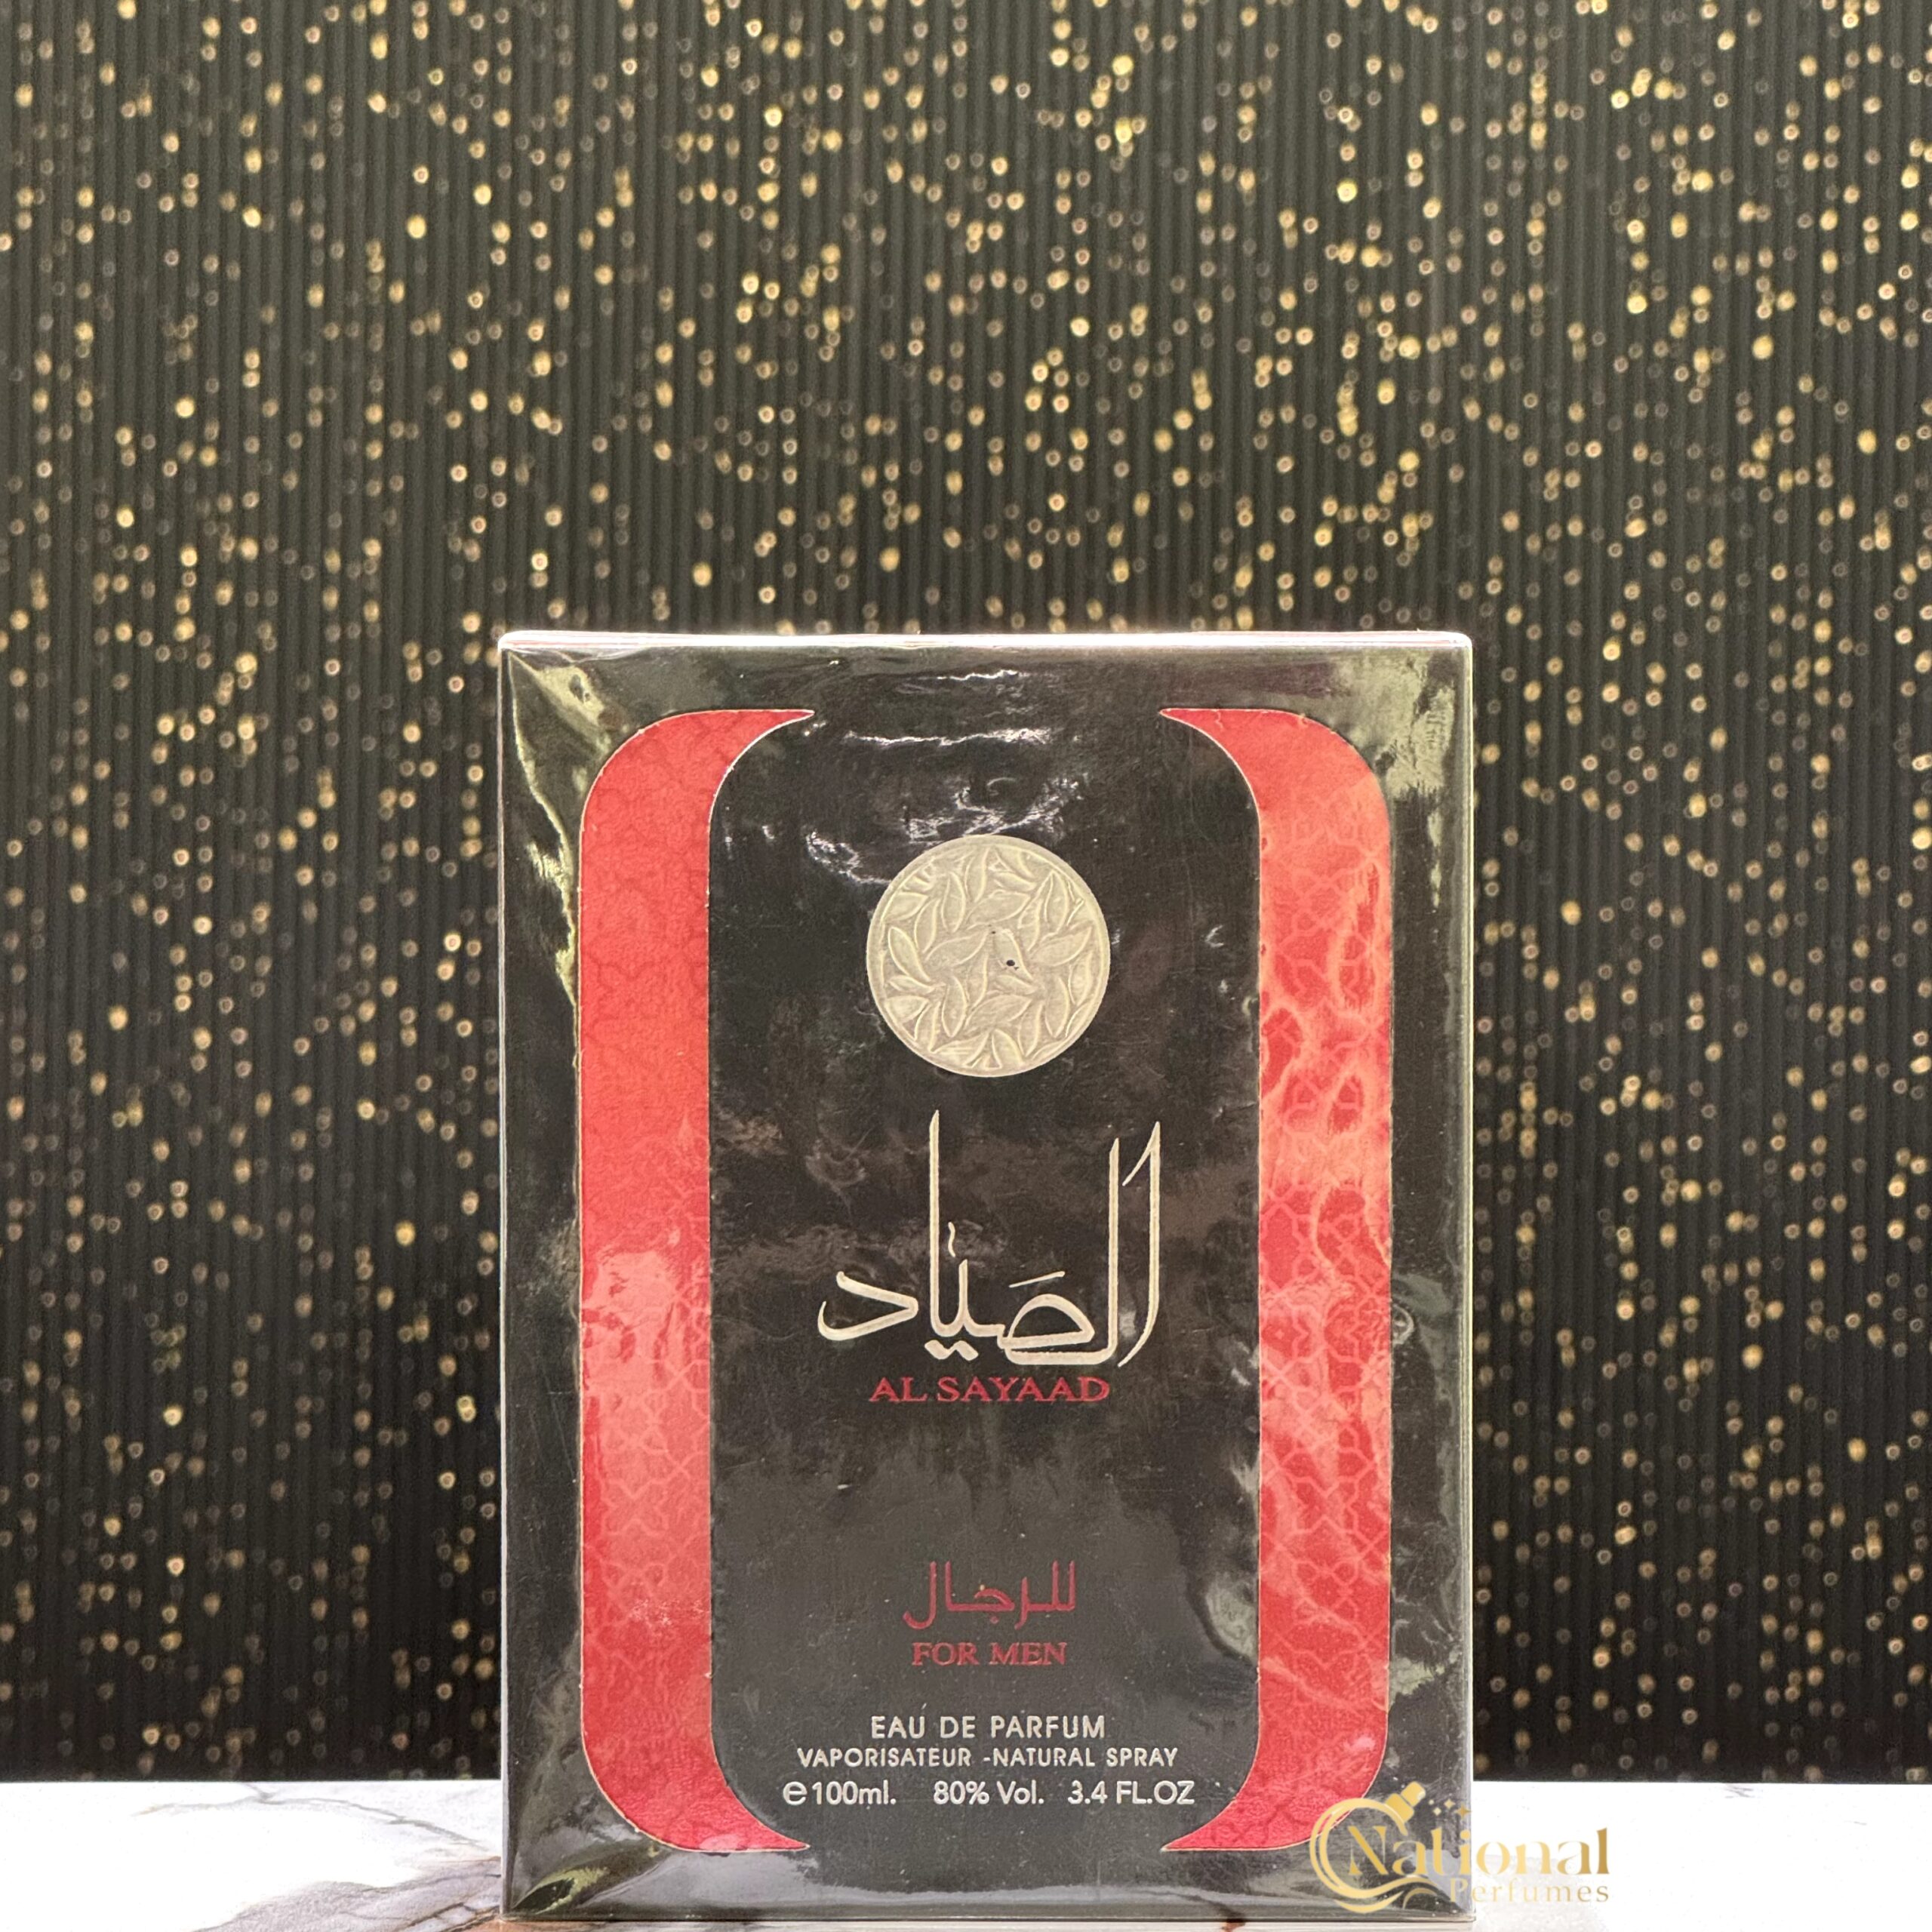 الصياد
AL SAYAAD
للرجال
FOR MEN
EAU DE PARFUM
VAPORISATEUR -NATURAL SPRAY
℮100ml. 80% Vol. 3.4 FL.OZ
National
Perfumes